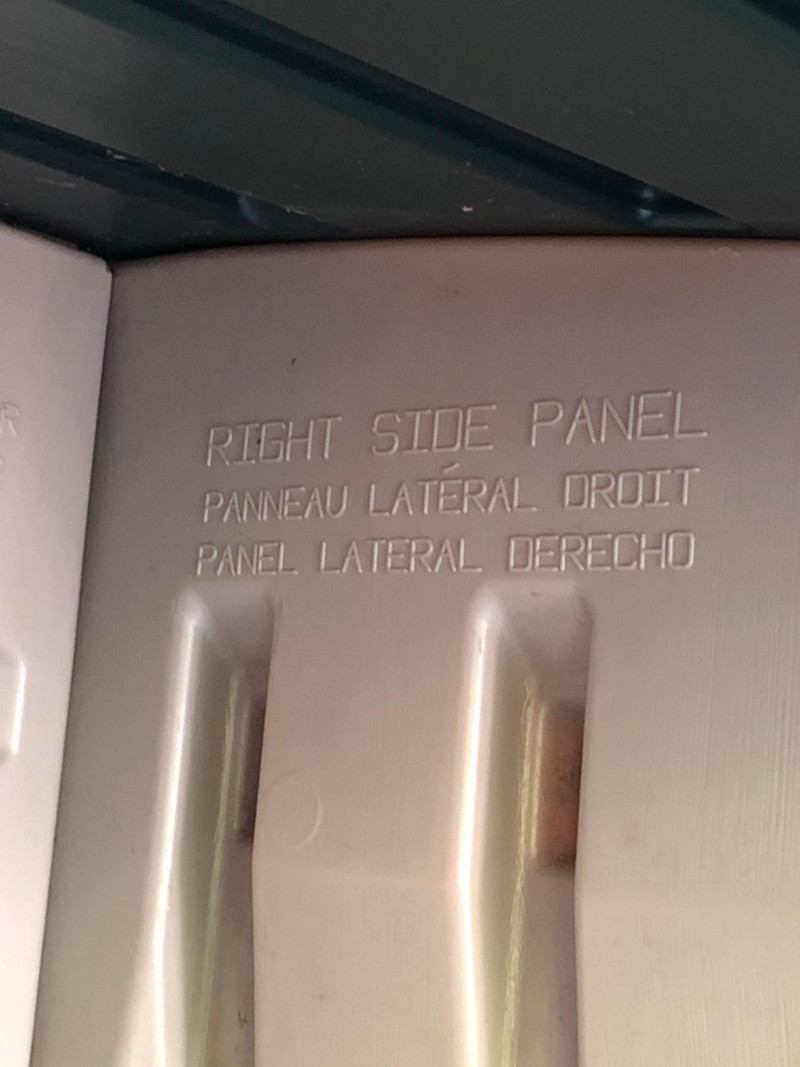 RIGHT SIDE PANEL
PANNEAU LATÉRAL DROIT
PANEL LATERAL DERECHO